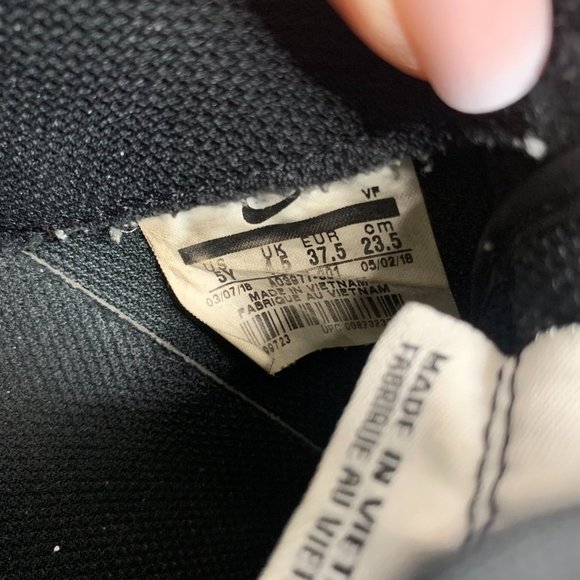 VF
US UK EUR cm
5Y 5 37.5 23.5
03/07/18 05/02/18
MADE IN VIETNAM
FABRIQUE AU VIETNAM
UPC
09723
MADE IN VIET
FABRIQUE AU VIET